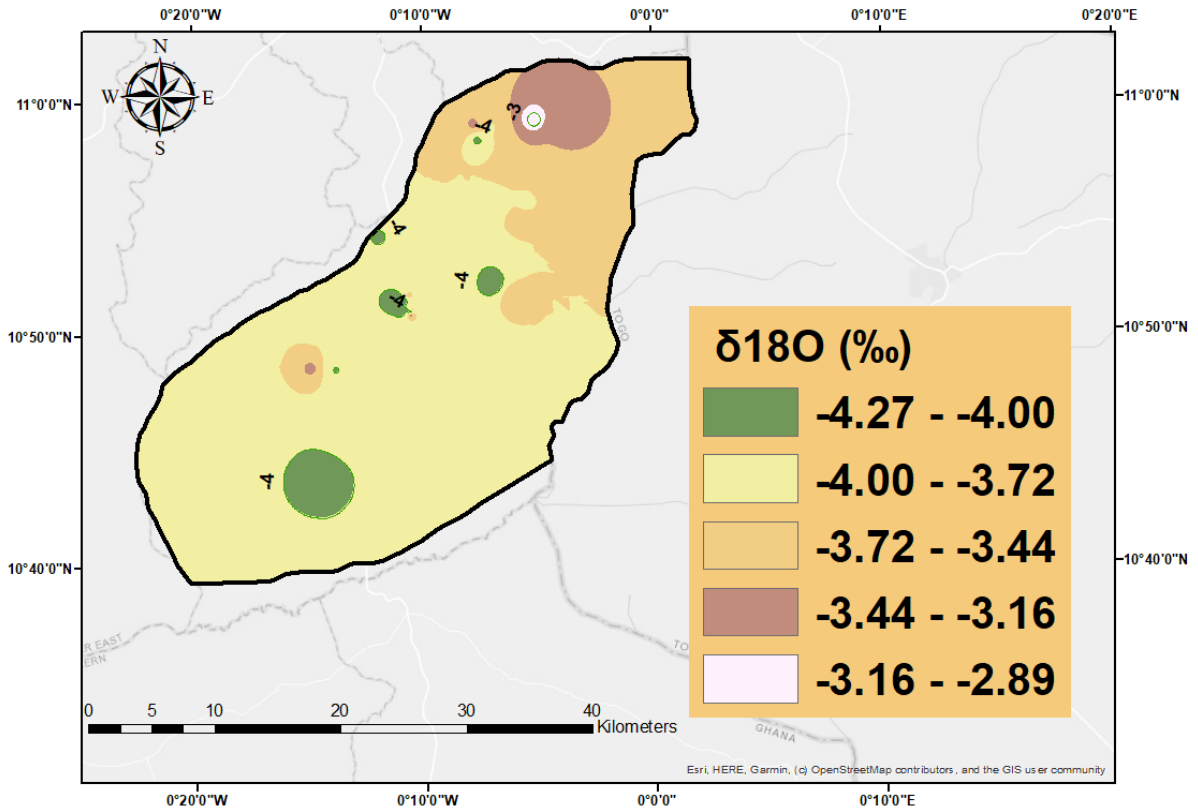 0°20'0"W 0°10'0"W 0°0'0" 0°10'0"E 0°20'0"E
N
W E
S
11°0'0"N 11°0'0"N
-3
-4
-4
-4
-4
10°50'0"N 10°50'0"N
TOGO
δ18O (‰)
-4.27 - -4.00
-4.00 - -3.72
-3.72 - -3.44
-3.44 - -3.16
-3.16 - -2.89
-4
10°40'0"N 10°40'0"N
R EAST
ERN
TO
0 5 10 20 30 40
Kilometers
GHANA
Esri, HERE, Garmin, (c) OpenStreetMap contributors, and the GIS user community
0°20'0"W 0°10'0"W 0°0'0" 0°10'0"E